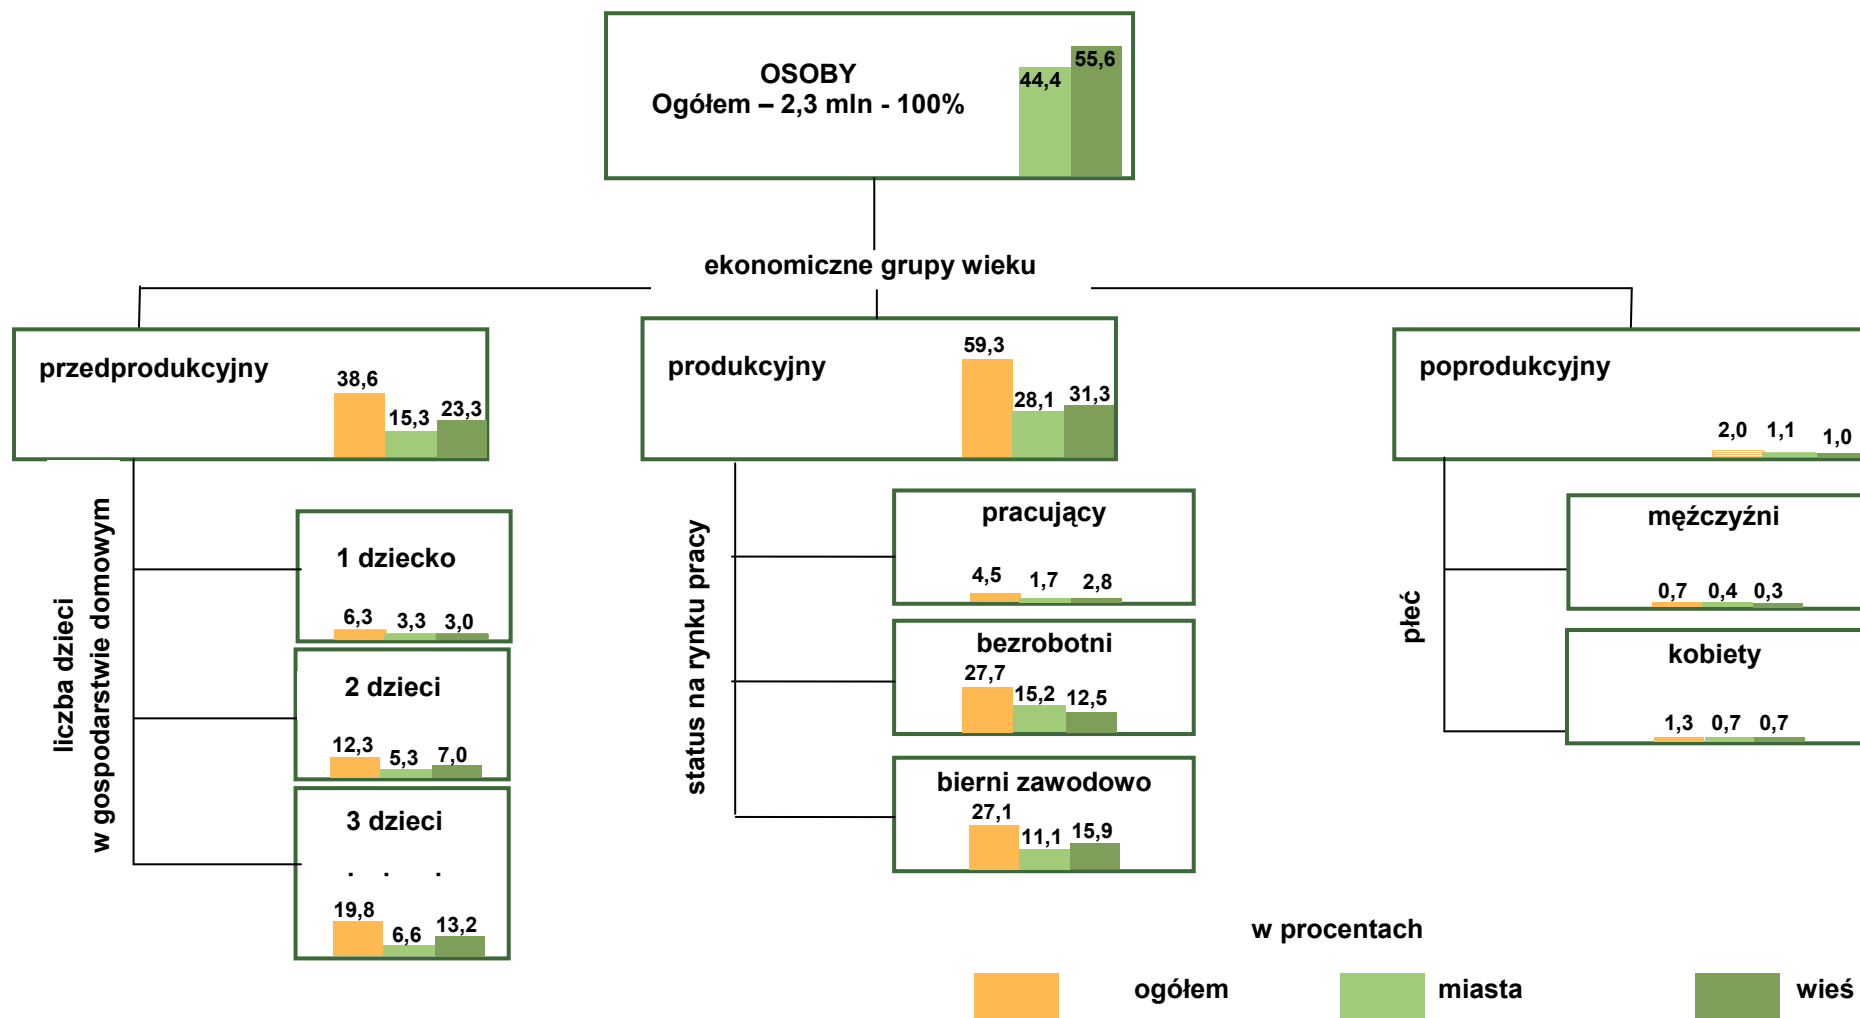 OSOBY
Ogółem – 2,3 mln - 100%
44,4
55,6
ekonomiczne grupy wieku
przedprodukcyjny
38,6
15,3
23,3
produkcyjny
59,3
28,1
31,3
poprodukcyjny
2,0
1,1
1,0
liczba dzieci
w gospodarstwie domowym
1 dziecko
6,3
3,3
3,0
2 dzieci
12,3
5,3
7,0
3 dzieci
. . .
19,8
6,6
13,2
status na rynku pracy
pracujący
4,5
1,7
2,8
bezrobotni
27,7
15,2
12,5
bierni zawodowo
27,1
11,1
15,9
płeć
mężczyźni
0,7
0,4
0,3
kobiety
1,3
0,7
0,7
w procentach
ogółem
miasta
wieś